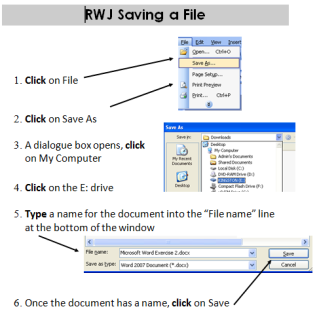 RWJ Saving a File
File Edit View Insert
Open... Ctrl+O
Save As...
Page Setup...
Print Preview
Print... Ctrl+P
1. Click on File
2. Click on Save As
3. A dialogue box opens, click
on My Computer
4. Click on the E: drive
Save As
Save in: Downloads
My Recent
Documents
Desktop
Desktop
My Computer
Admin's Documents
Shared Documents
Local Disk (C:)
DVD-RAM Drive (D:)
KINGSTON (E:)
Compact Flash Drive (F:)
5. Type a name for the document into the "File name" line
at the bottom of the window
File name: Microsoft Word Exercise 2.docx Save
Save as type: Word 2007 Document (*.docx) Cancel
6. Once the document has a name, click on Save